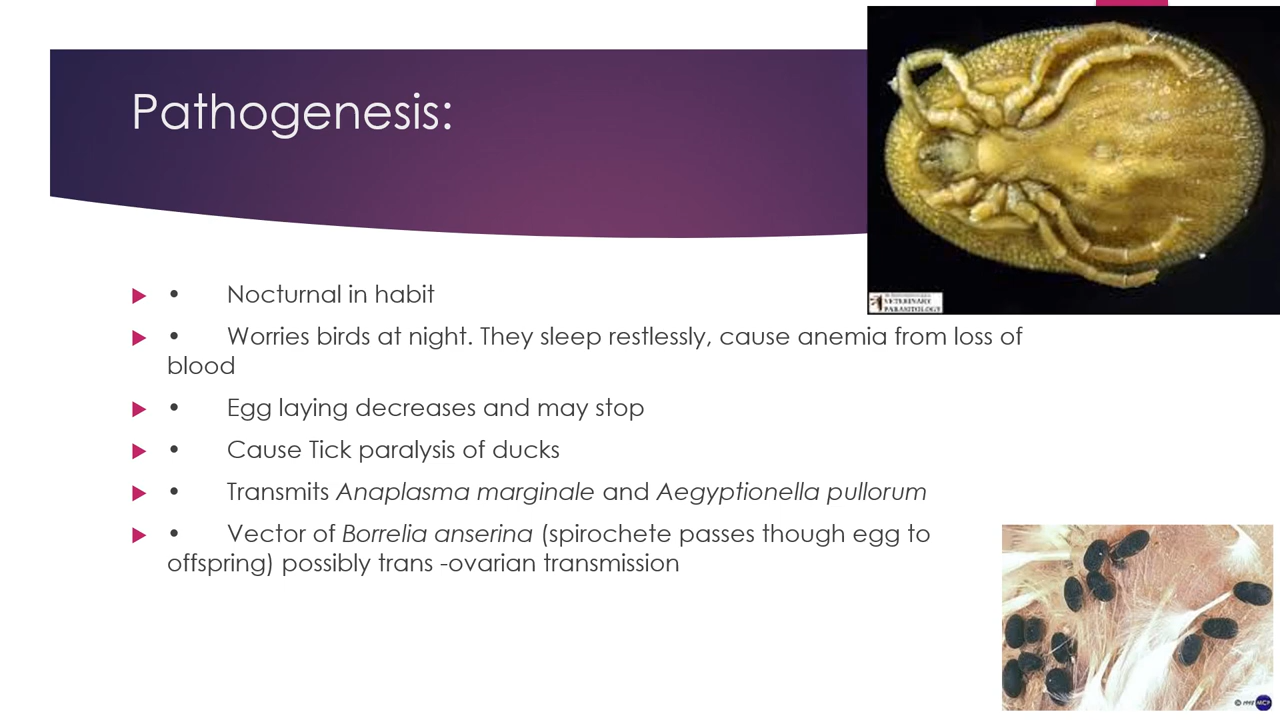 Pathogenesis:
• Nocturnal in habit
• Worries birds at night. They sleep restlessly, cause anemia from loss of
blood
• Egg laying decreases and may stop
• Cause Tick paralysis of ducks
• Transmits Anaplasma marginale and Aegyptionella pullorum
• Vector of Borrelia anserina (spirochete passes though egg to
offspring) possibly trans -ovarian transmission
VETERINARY
PARASITOLOGY
© MCP